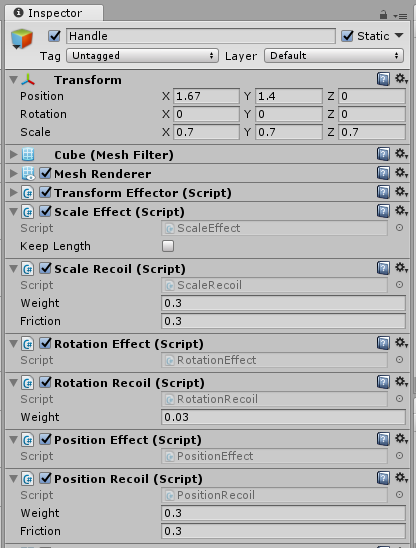 Inspector
Handle Static
Tag Untagged Layer Default
Transform
Position X 1.67 Y 1.4 Z 0
Rotation X 0 Y 0 Z 0
Scale X 0.7 Y 0.7 Z 0.7
Cube (Mesh Filter)
Mesh Renderer
Transform Effector (Script)
Scale Effect (Script)
Script ScaleEffect
Keep Length
Scale Recoil (Script)
Script ScaleRecoil
Weight 0.3
Friction 0.3
Rotation Effect (Script)
Script RotationEffect
Rotation Recoil (Script)
Script RotationRecoil
Weight 0.03
Position Effect (Script)
Script PositionEffect
Position Recoil (Script)
Script PositionRecoil
Weight 0.3
Friction 0.3